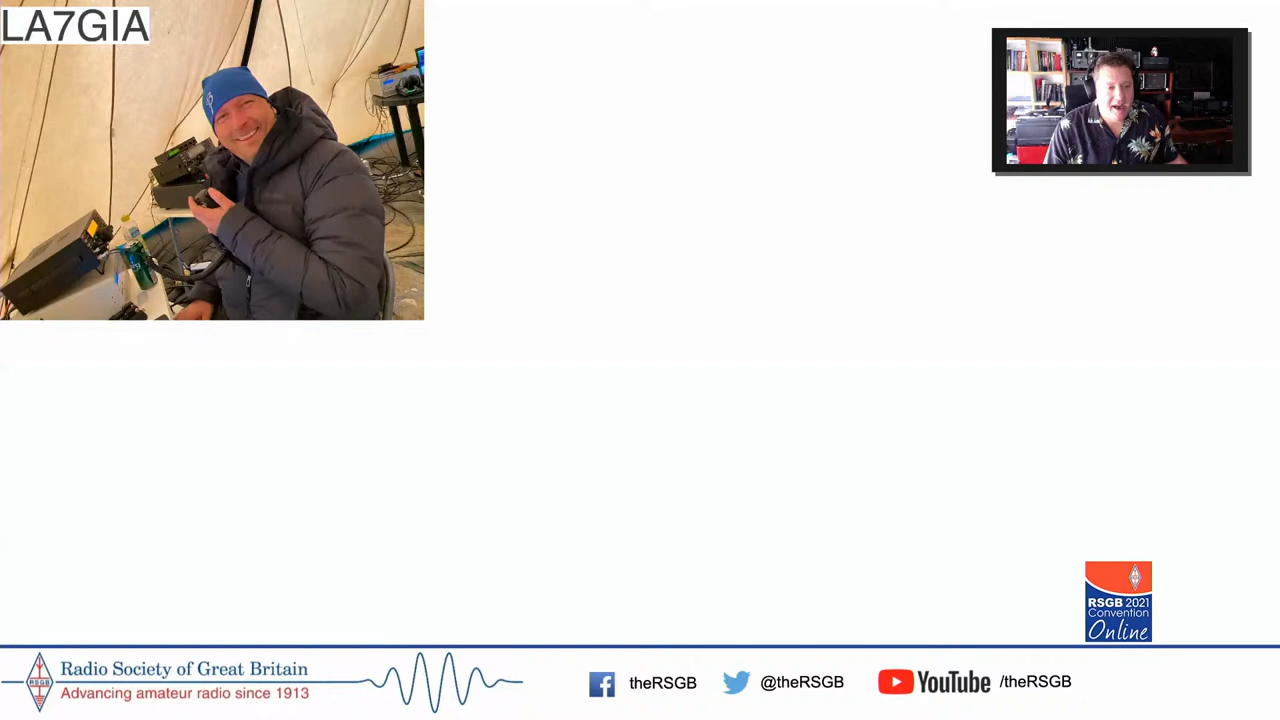 LA7GIA
RSGB 2021
Convention
Online
RSGB
Radio Society of Great Britain
Advancing amateur radio since 1913
theRSGB
@theRSGB
YouTube /theRSGB